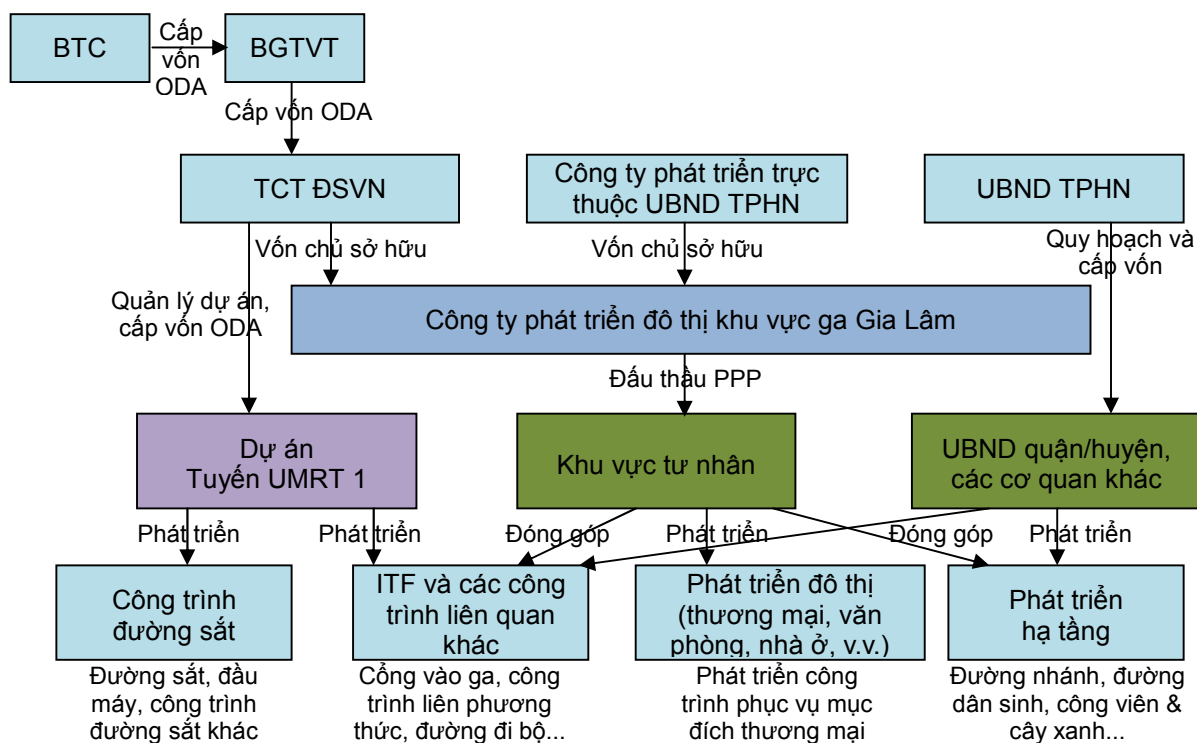 BTC
Cấp
vốn
ODA
BGTVT
Cấp vốn ODA
TCT ĐSVN
Công ty phát triển trực
thuộc UBND TPHN
UBND TPHN
Vốn chủ sở hữu
Vốn chủ sở hữu
Quy hoạch và
cấp vốn
Quản lý dự án,
cấp vốn ODA
Công ty phát triển đô thị khu vực ga Gia Lâm
Đấu thầu PPP
Dự án
Tuyến UMRT 1
Khu vực tư nhân
UBND quận/huyện,
các cơ quan khác
Phát triển
Phát triển
Đóng góp
Phát triển
Đóng góp
Phát triển
Công trình
đường sắt
ITF và các công
trình liên quan
khác
Phát triển đô thị
(thương mại, văn
phòng, nhà ở, v.v.)
Phát triển
hạ tầng
Đường sắt, đầu
máy, công trình
đường sắt khác
Cổng vào ga, công
trình liên phương
thức, đường đi bộ...
Phát triển công
trình phục vụ mục
đích thương mại
Đường nhánh, đường
dân sinh, công viên &
cây xanh...